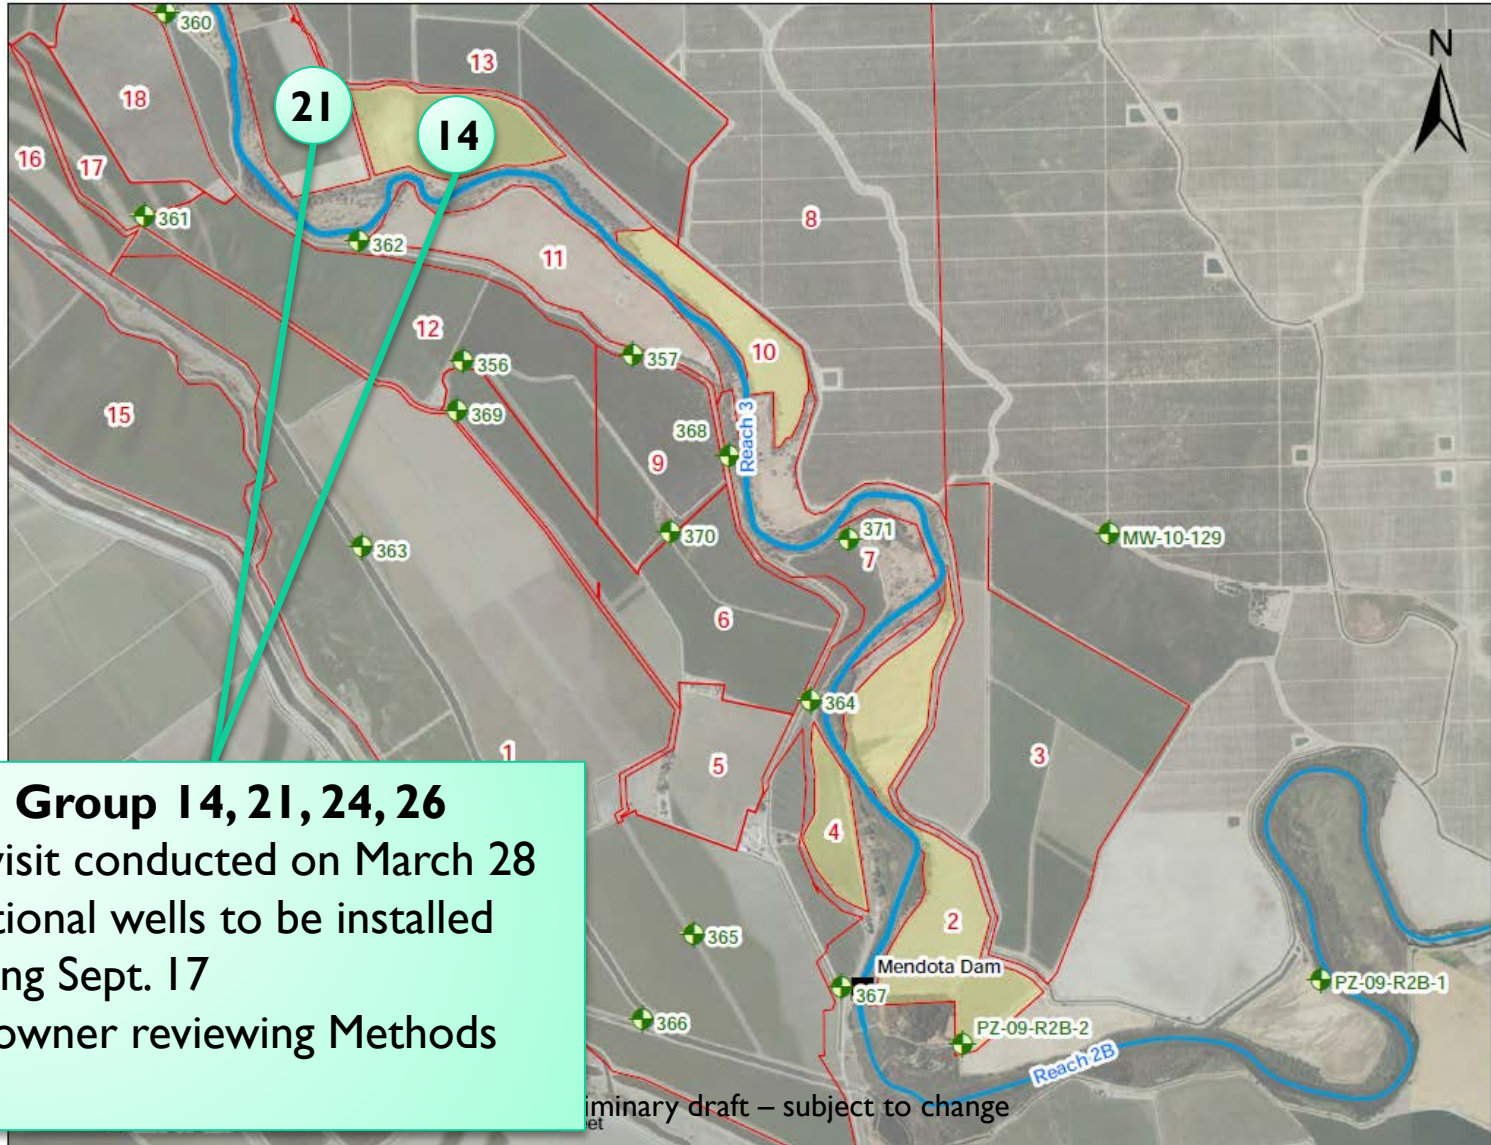 360
N
13
18
21
14
16
17
361
8
362
11
12
10
357
356
369
15
368
Reach 3
9
371
370
7
MW-10-129
363
6
364
1
5
3
4
Group 14, 21, 24, 26
visit conducted on March 28
tional wells to be installed
ng Sept. 17
owner reviewing Methods
2
365
Mendota Dam
367
PZ-09-R2B-1
366
PZ-09-R2B-2
Reach 2B
iminary draft – subject to change
eet